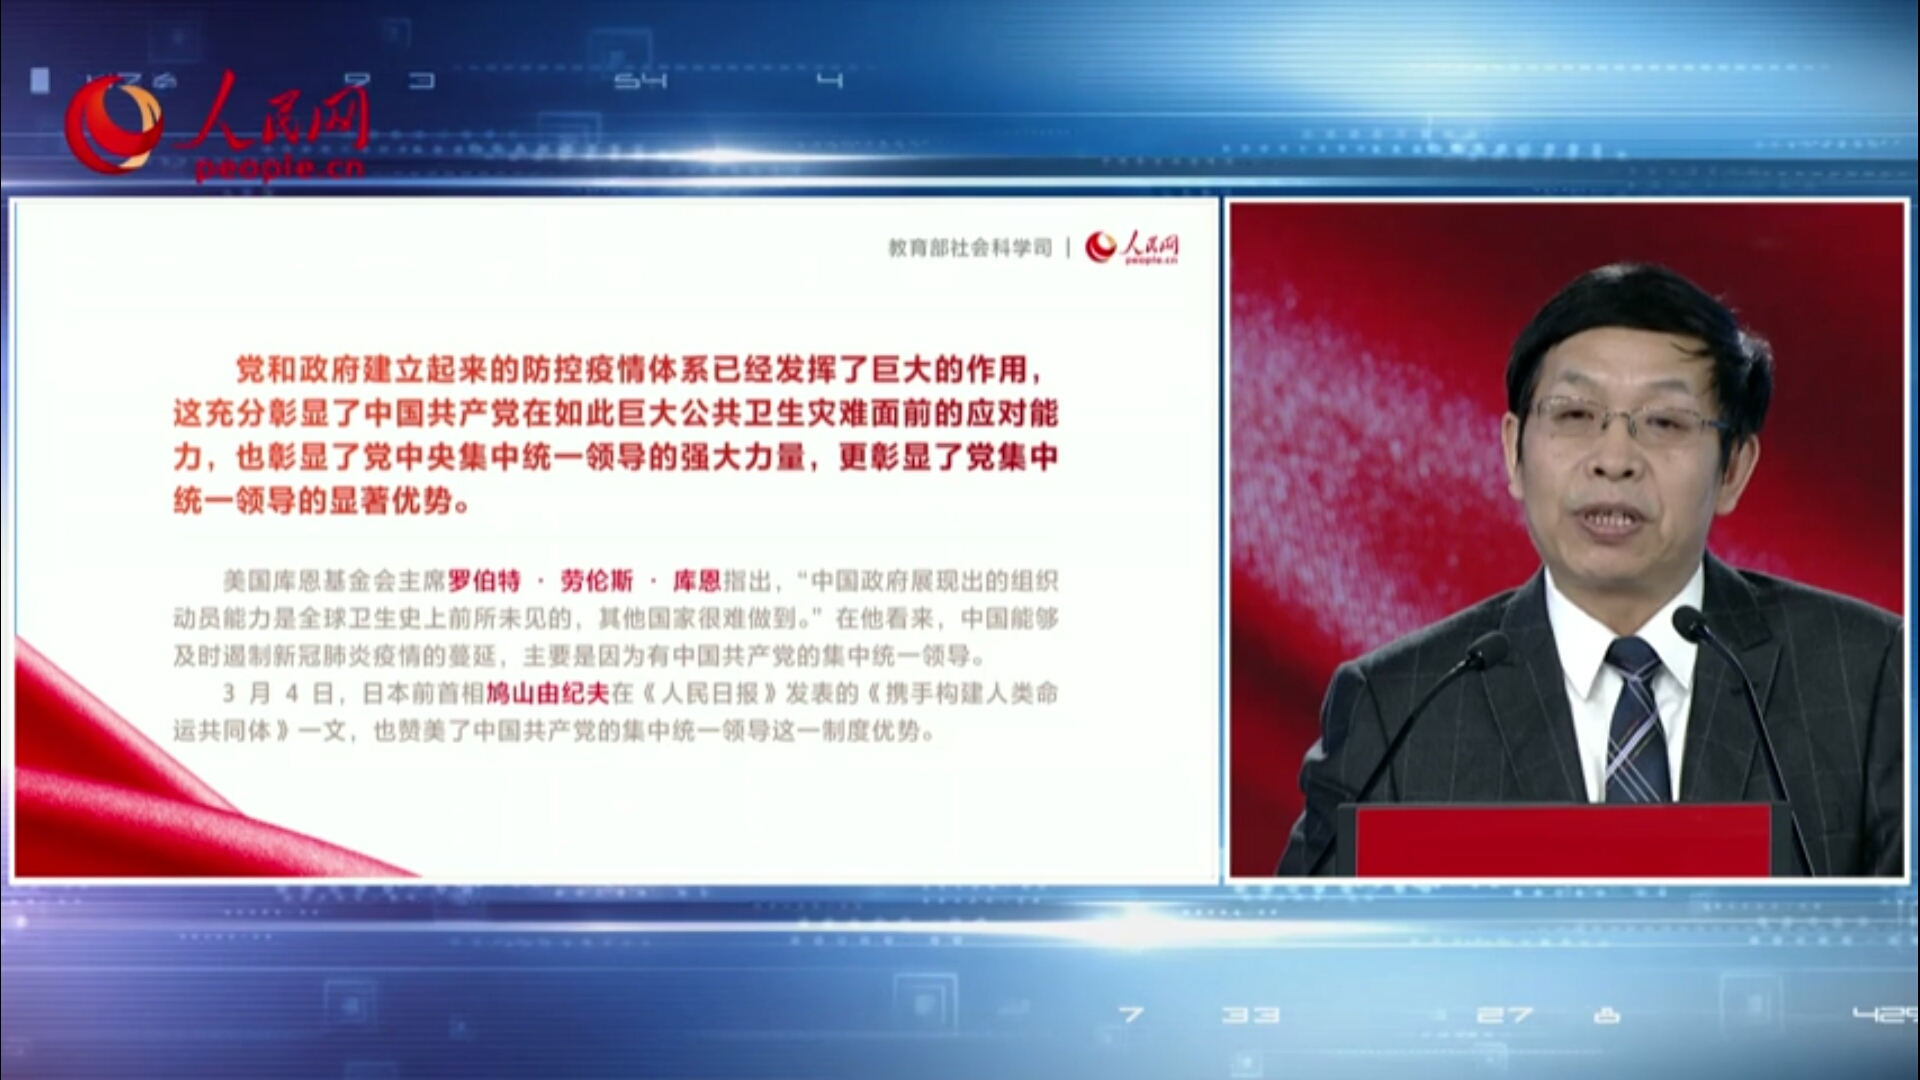 人民网
people.cn
教育部社会科学司 | 人民网
people.cn
党和政府建立起来的防控疫情体系已经发挥了巨大的作用，
这充分彰显了中国共产党在如此巨大公共卫生灾难面前的应对能
力，也彰显了党中央集中统一领导的强大力量，更彰显了党集中
统一领导的显著优势。
美国库恩基金会主席罗伯特 · 劳伦斯 · 库恩指出，“中国政府展现出的组织
动员能力是全球卫生史上前所未见的，其他国家很难做到。”在他看来，中国能够
及时遏制新冠肺炎疫情的蔓延，主要是因为有中国共产党的集中统一领导。
3 月 4 日，日本前首相鸠山由纪夫在《人民日报》发表的《携手构建人类命
运共同体》一文，也赞美了中国共产党的集中统一领导这一制度优势。
64 4
7 33 27 8 429